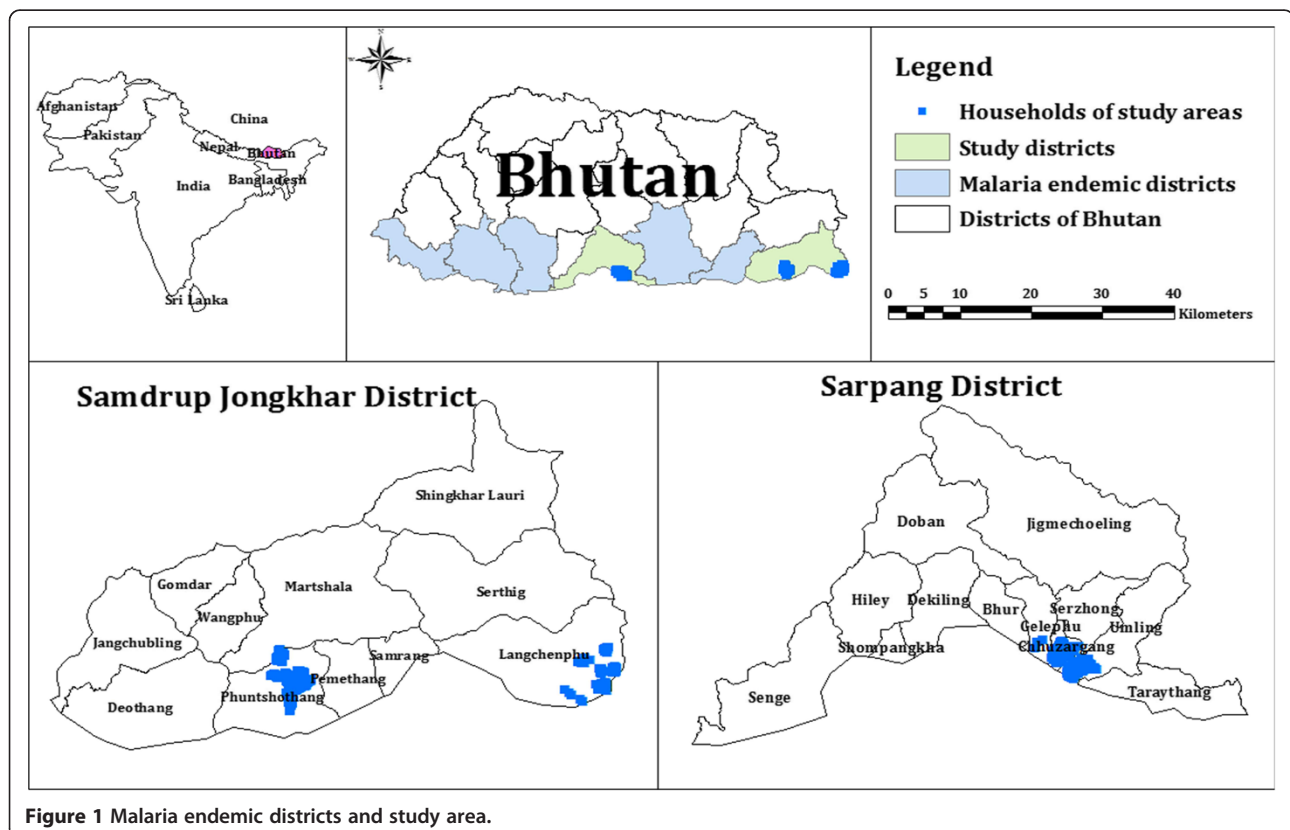 Afghanistan
Pakistan
China
Nepal
Bhutan
India
Bangladesh
Sri Lanka
Bhutan
Legend
Households of study areas
Study districts
Malaria endemic districts
Districts of Bhutan
0 5 10 20 30 40
Kilometers
Samdrup Jongkhar District
Shingkhar Lauri
Gomdar
Martshala
Serthig
Wangphu
Jangchubling
Samrang
Langchenphu
Pemethang
Phuntshothang
Deothang
Sarpang District
Doban
Jigmechoeling
Hiley
Dekiling
Bhur
Serzhong
Gelephu
Umling
Shompangkha
Chhuzargang
Senge
Taraythang
Figure 1 Malaria endemic districts and study area.